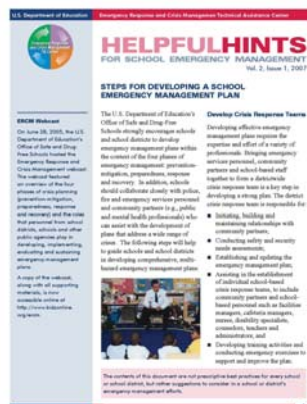 U.S. Department of Education
Emergency Response and Crisis Management Technical Assistance Center
HELPFULHINTS
FOR SCHOOL EMERGENCY MANAGEMENT
Vol. 2, Issue 1, 2007
STEPS FOR DEVELOPING A SCHOOL
EMERGENCY MANAGEMENT PLAN
ERCM Webcast
On June 28, 2005, the U.S.
Department of Education's
Office of Safe and Drug-
Free Schools hosted the
Emergency Response and
Crisis Management webcast.
The webcast featured
an overview of the four
phases of crisis planning
(prevention-mitigation,
preparedness, response
and recovery) and the roles
that personnel from school
districts, schools and other
public agencies play in
developing, implementing,
evaluating and sustaining
emergency management
plans.
A copy of the webcast,
along with all supporting
materials, is now
accessible online at
The U.S. Department of Education's
Office of Safe and Drug-Free
Schools strongly encourages schools
and school districts to develop
emergency management plans within
the context of the four phases of
emergency management: prevention-
mitigation, preparedness, response
and recovery. In addition, schools
should collaborate closely with police,
fire and emergency services personnel
and community partners (e.g., public
and mental health professionals) who
can assist with the development of
plans that address a wide range of
crises. The following steps will help
to guide schools and school districts
in developing comprehensive, multi-
hazard emergency management plans:
Develop Crisis Response Teams
Developing effective emergency
management plans requires the
expertise and effort of a variety of
professionals. Bringing emergency
services personnel, community
partners and school-based staff
together to form a districtwide
crisis response team is a key step in
developing a strong plan. The district
crisis response team is responsible for:
■ Initiating, building and
maintaining relationships with
community partners;
■ Conducting safety and security
needs assessments;
■ Establishing and updating the
emergency management plan;
■ Assisting in the establishment
of individual school-based
crisis response teams, to include
community partners and school-
based personnel such as facilities
managers, cafeteria managers,
nurses, disability specialists,
counselors, teachers and
administrators; and
■ Developing training activities and
conducting emergency exercises to
support and improve the plan.
The contents of this document are not prescriptive best practices for every school
or school district, but rather suggestions to consider in a school or district's
emergency management efforts.